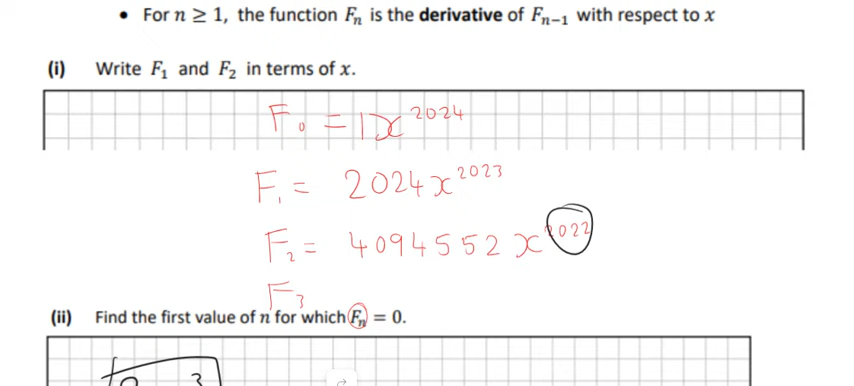 • For n ≥ 1, the function Fₙ is the derivative of Fₙ₋₁ with respect to x
(i) Write F₁ and F₂ in terms of x.
F₀ = 1x²⁰²⁴
F₁ = 2024x²⁰²³
F₂ = 4094552x²⁰²²
F₃
(ii) Find the first value of n for which Fₙ = 0.
3